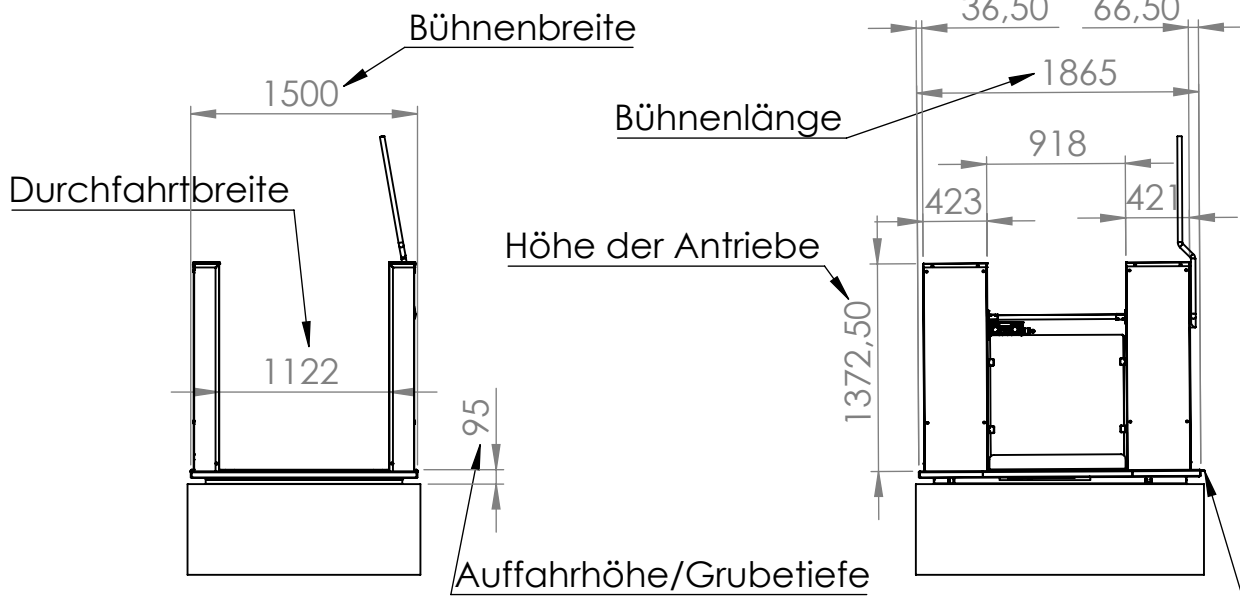 Bühnenbreite
1500
Durchfahrtbreite
1122
95
Auffahrhöhe/Grubetiefe
36,50
66,50
1865
Bühnenlänge
918
423
421
Höhe der Antriebe
1372,50